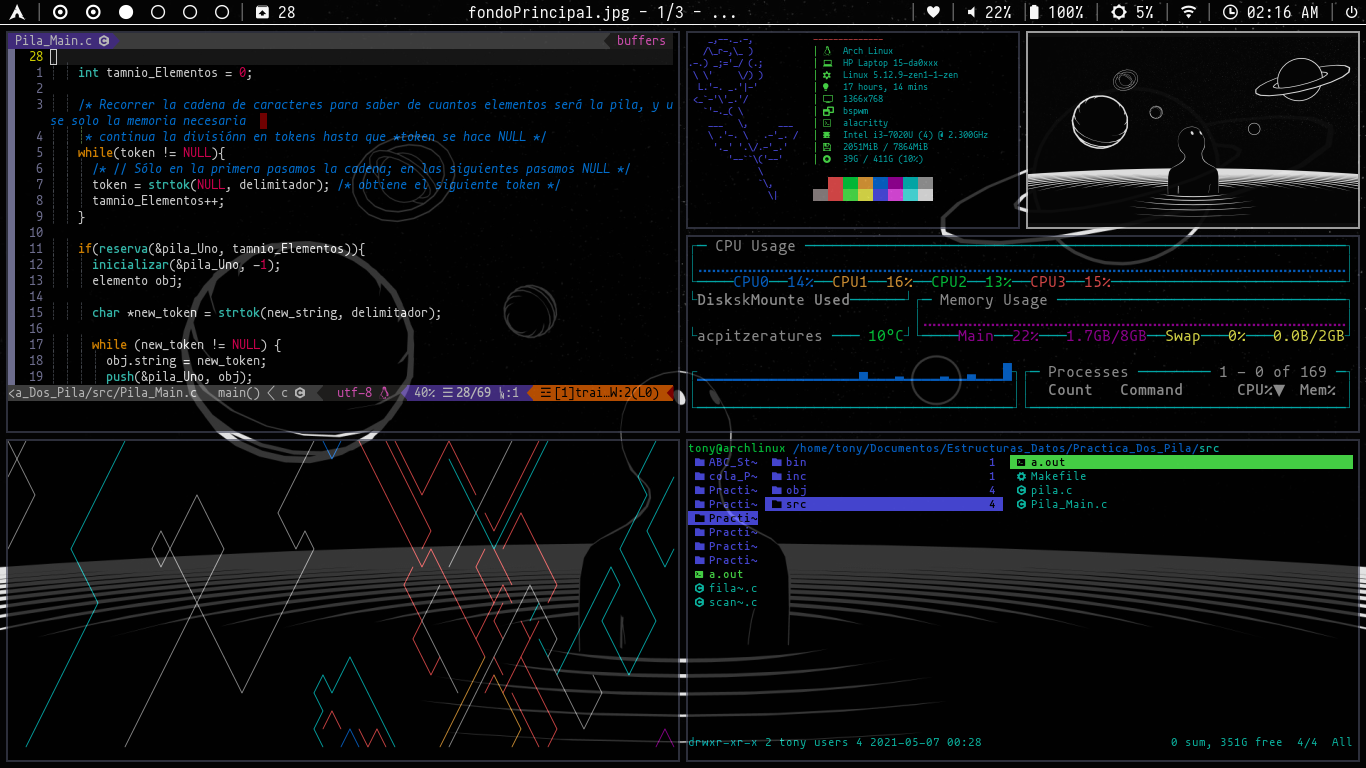 28 fondoPrincipal.jpg - 1/3 - ... 22% 100% 5% 02:16 AM
Pila_Main.c buffers
28
1 int tamnio_Elementos = 0;
2
3 /* Recorrer la cadena de caracteres para saber de cuantos elementos será la pila, y u
se solo la memoria necesaria
4 |* continua la divisiónn en tokens hasta que *token se hace NULL */
5 while(token != NULL){
6 /* // Sólo en la primera pasamos la cadena; en las siguientes pasamos NULL */
7 token = strtok(NULL, delimitador); /* obtiene el siguiente token */
8 tamnio_Elementos++;
9 }
10
11 if(reserva(&pila_Uno, tamnio_Elementos)){
12 inicializar(&pila_Uno, -1);
13 elemento obj;
14
15 char *new_token = strtok(new_string, delimitador);
16
17 while (new_token != NULL) {
18 obj.string = new_token;
19 push(&pila_Uno, obj);
<a_Dos_Pila/src/Pila_Main.c main() c utf-8 40% 28/69 :1 [1]trai…W:2(L0)
Arch Linux
HP Laptop 15-da0xxx
Linux 5.12.9-zen1-1-zen
17 hours, 14 mins
1366x768
bspwm
alacritty
Intel i3-7020U (4) @ 2.300GHz
2051MiB / 7864MiB
39G / 411G (10%)
CPU Usage
CPU0 14% CPU1 16% CPU2 13% CPU3 15%
DiskskMounte Used Memory Usage
acpitzeratures 10°C Main 22% 1.7GB/8GB Swap 0% 0.0B/2GB
Processes 1 - 0 of 169
Count Command CPU%▼ Mem%
tony@archlinux /home/tony/Documentos/Estructuras_Datos/Practica_Dos_Pila/src
ABC_St~ bin 1 a.out
cola_P~ inc 1 Makefile
Practi~ obj 4 pila.c
Practi~ src 4 Pila_Main.c
Practi~
Practi~
Practi~
Practi~
a.out
fila~.c
scan~.c
drwxr-xr-x 2 tony users 4 2021-05-07 00:28 0 sum, 351G free 4/4 All